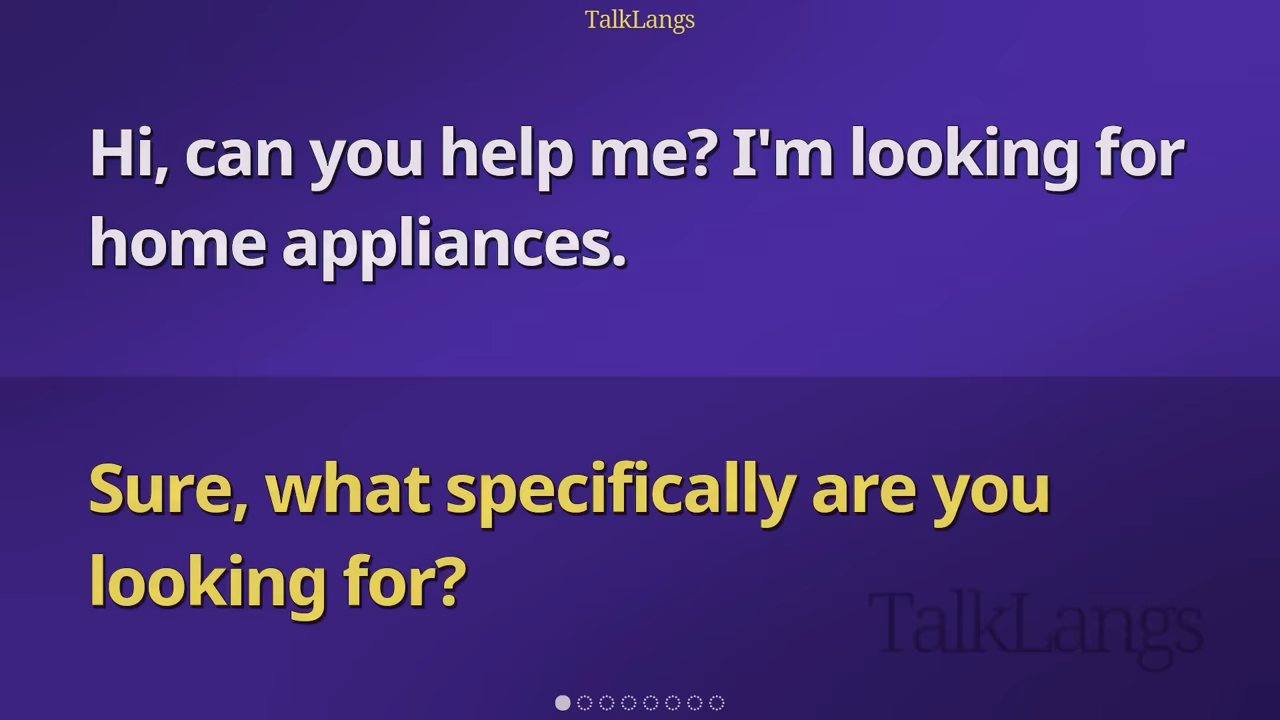 TalkLangs
Hi, can you help me? I'm looking for
home appliances.
Sure, what specifically are you
looking for?
TalkLangs